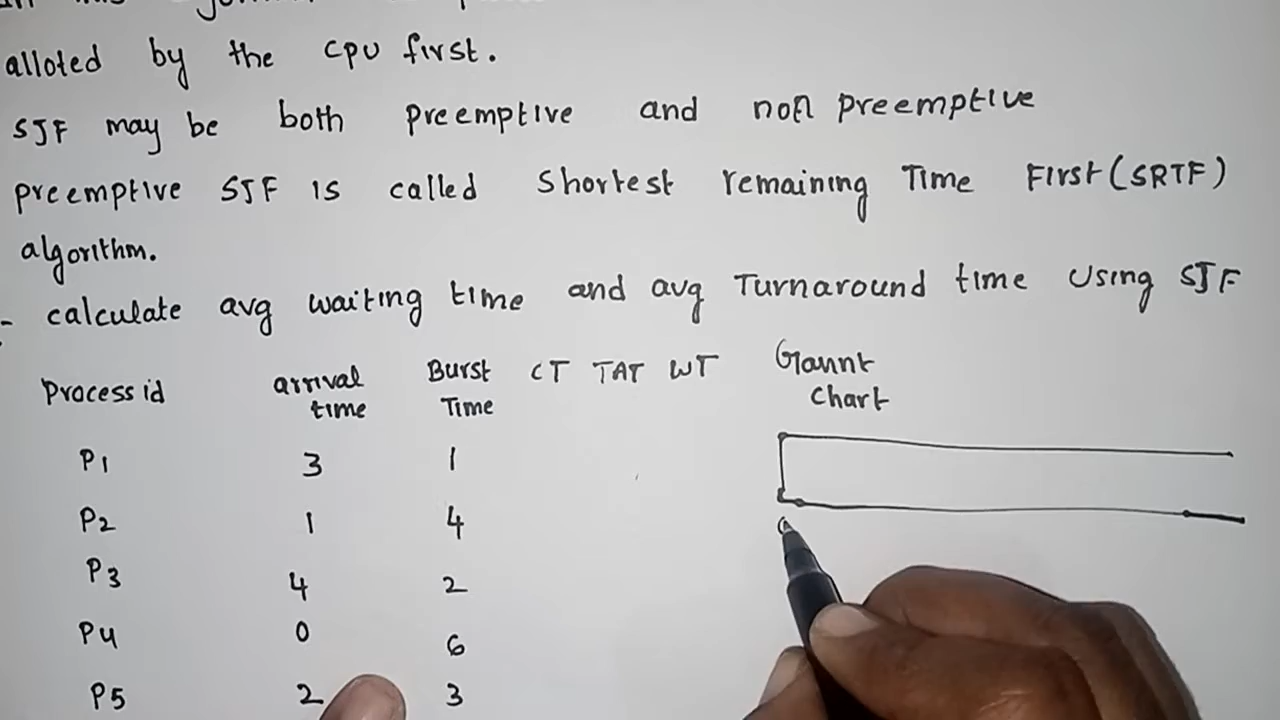 alloted by the CPU first.
SJF may be both preemptive and non preemptive
preemptive SJF is called Shortest remaining Time First (SRTF)
algorithm.
- calculate avg waiting time and avg Turnaround time Using SJF
Process id arrival time Burst Time CT TAT WT Gannt Chart
P1 3 1
P2 1 4
P3 4 2
P4 0 6
P5 2 3